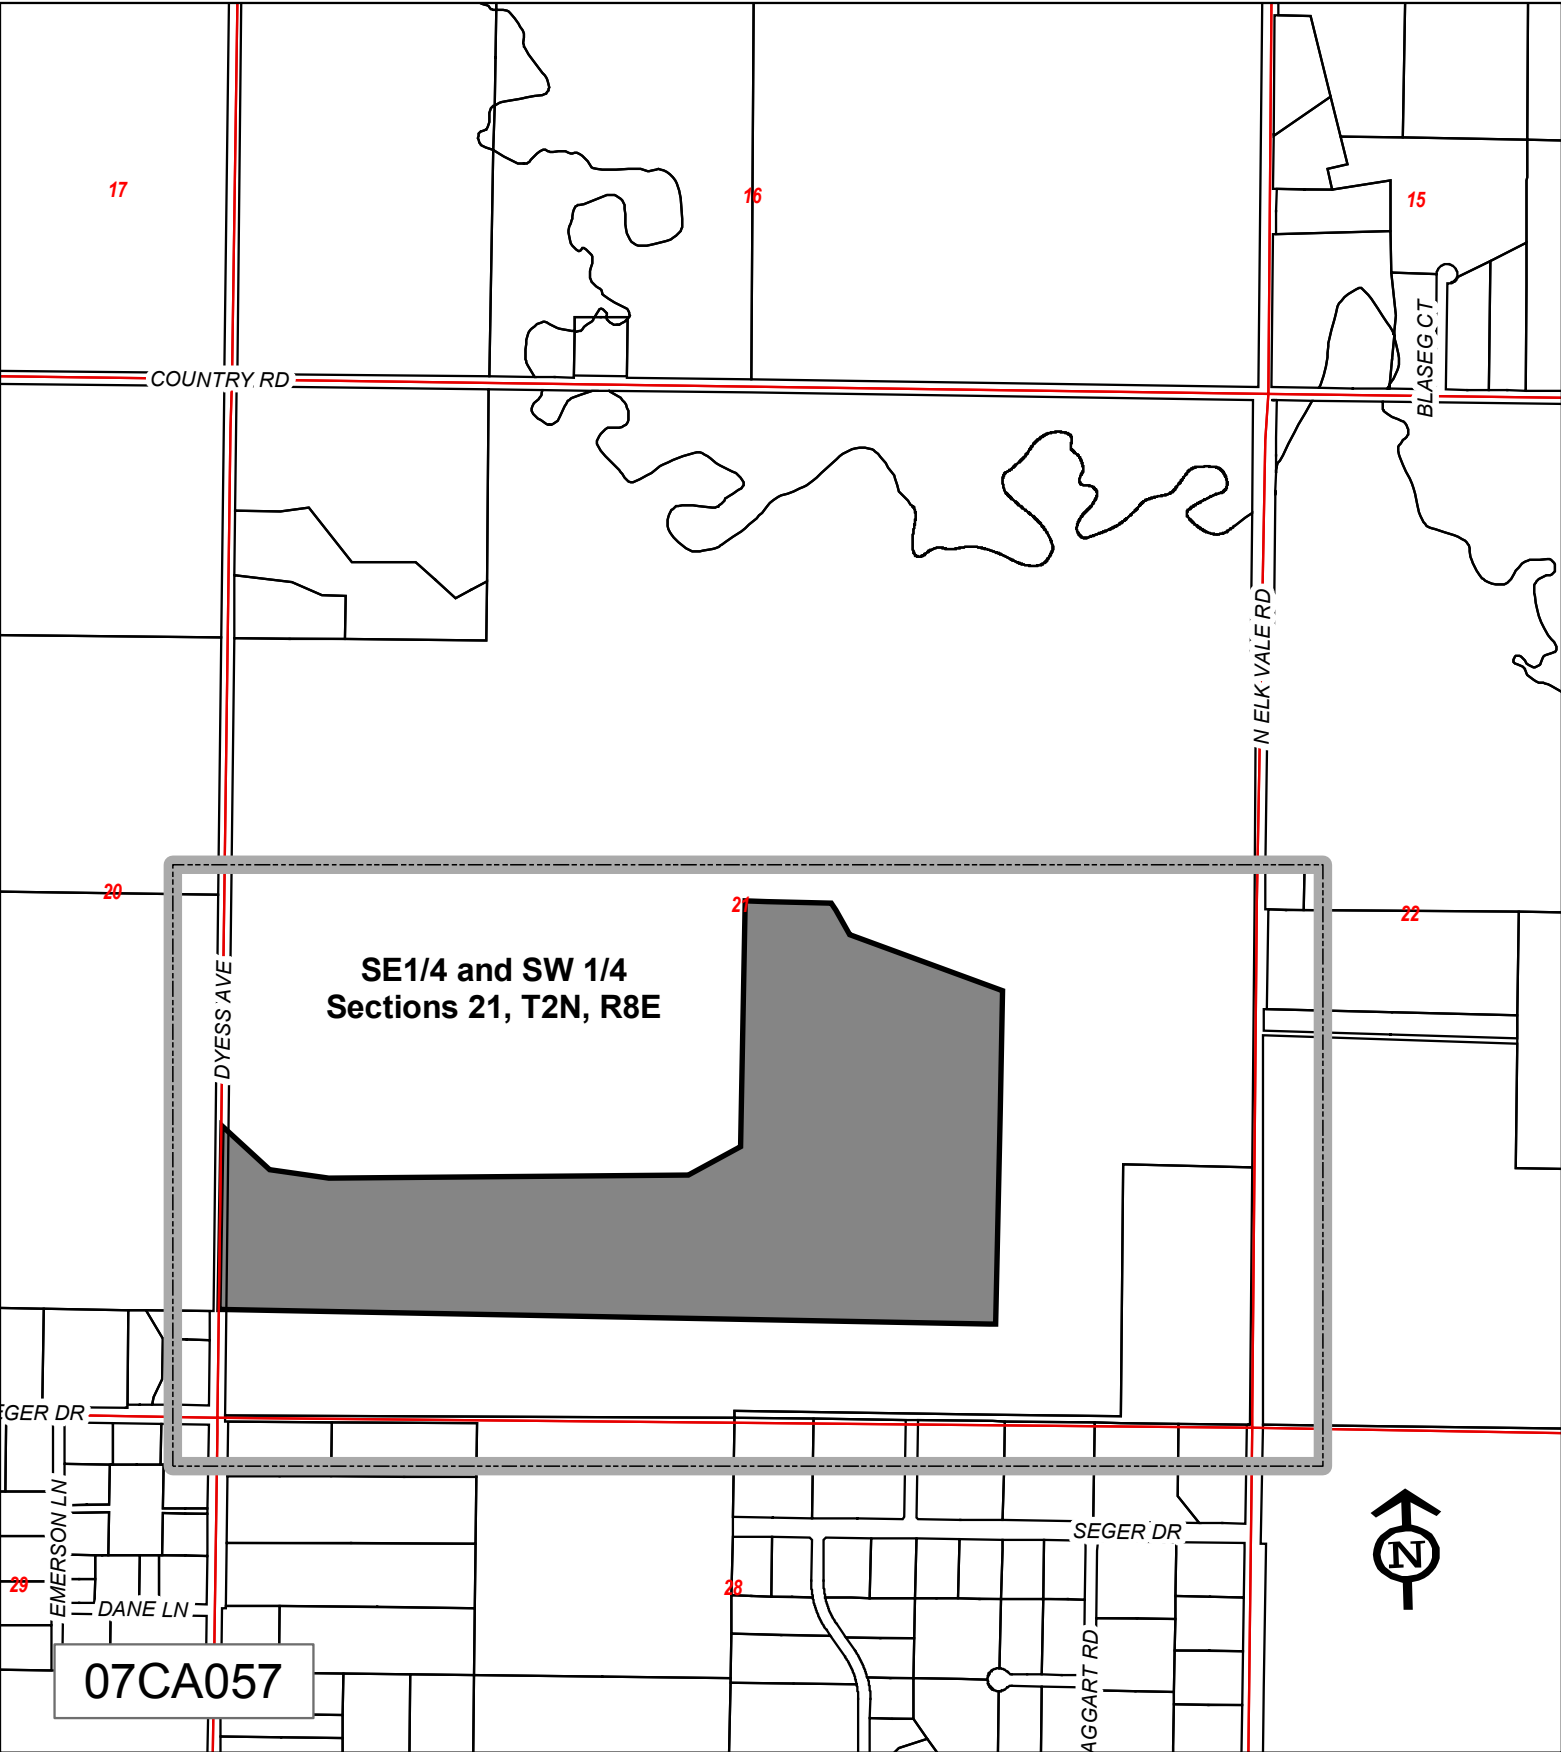 17
16
15
COUNTRY RD
BLASEG CT
N ELK VALE RD
20
21
22
SE1/4 and SW 1/4
Sections 21, T2N, R8E
DYESS AVE
EGER DR
SEGER DR
N
EMERSON LN
29
28
DANE LN
AGGART RD
07CA057